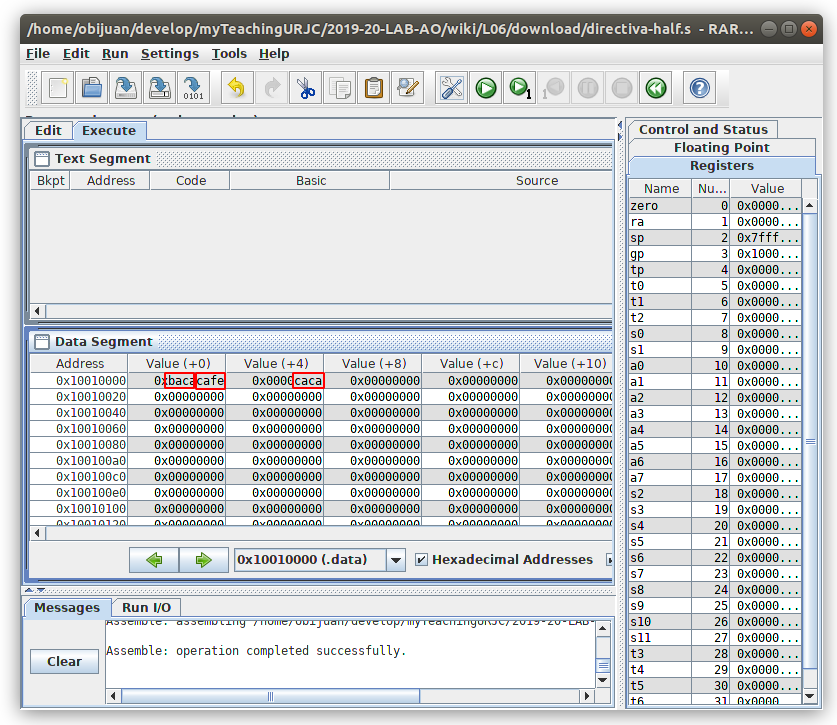 /home/obijuan/develop/myTeachingURJC/2019-20-LAB-AO/wiki/L06/download/directiva-half.s - RAR...
File Edit Run Settings Tools Help
0101
1
1
Edit Execute
Text Segment
Bkpt Address Code Basic Source
Data Segment
Address Value (+0) Value (+4) Value (+8) Value (+c) Value (+10)
0x10010000 0xbacacafe 0x0000caca 0x00000000 0x00000000 0x00000000
0x10010020 0x00000000 0x00000000 0x00000000 0x00000000 0x00000000
0x10010040 0x00000000 0x00000000 0x00000000 0x00000000 0x00000000
0x10010060 0x00000000 0x00000000 0x00000000 0x00000000 0x00000000
0x10010080 0x00000000 0x00000000 0x00000000 0x00000000 0x00000000
0x100100a0 0x00000000 0x00000000 0x00000000 0x00000000 0x00000000
0x100100c0 0x00000000 0x00000000 0x00000000 0x00000000 0x00000000
0x100100e0 0x00000000 0x00000000 0x00000000 0x00000000 0x00000000
0x10010100 0x00000000 0x00000000 0x00000000 0x00000000 0x00000000
0x10010120 0x00000000 0x00000000 0x00000000 0x00000000 0x00000000
0x10010000 (.data) Hexadecimal Addresses
Messages Run I/O
Assemble: assembling /home/obijuan/develop/myTeachingURJC/2019-20-LAB-
Assemble: operation completed successfully.
Clear
Control and Status
Floating Point
Registers
Name Nu... Value
zero 0 0x0000...
ra 1 0x0000...
sp 2 0x7fff...
gp 3 0x1000...
tp 4 0x0000...
t0 5 0x0000...
t1 6 0x0000...
t2 7 0x0000...
s0 8 0x0000...
s1 9 0x0000...
a0 10 0x0000...
a1 11 0x0000...
a2 12 0x0000...
a3 13 0x0000...
a4 14 0x0000...
a5 15 0x0000...
a6 16 0x0000...
a7 17 0x0000...
s2 18 0x0000...
s3 19 0x0000...
s4 20 0x0000...
s5 21 0x0000...
s6 22 0x0000...
s7 23 0x0000...
s8 24 0x0000...
s9 25 0x0000...
s10 26 0x0000...
s11 27 0x0000...
t3 28 0x0000...
t4 29 0x0000...
t5 30 0x0000...
t6 31 0x0000...